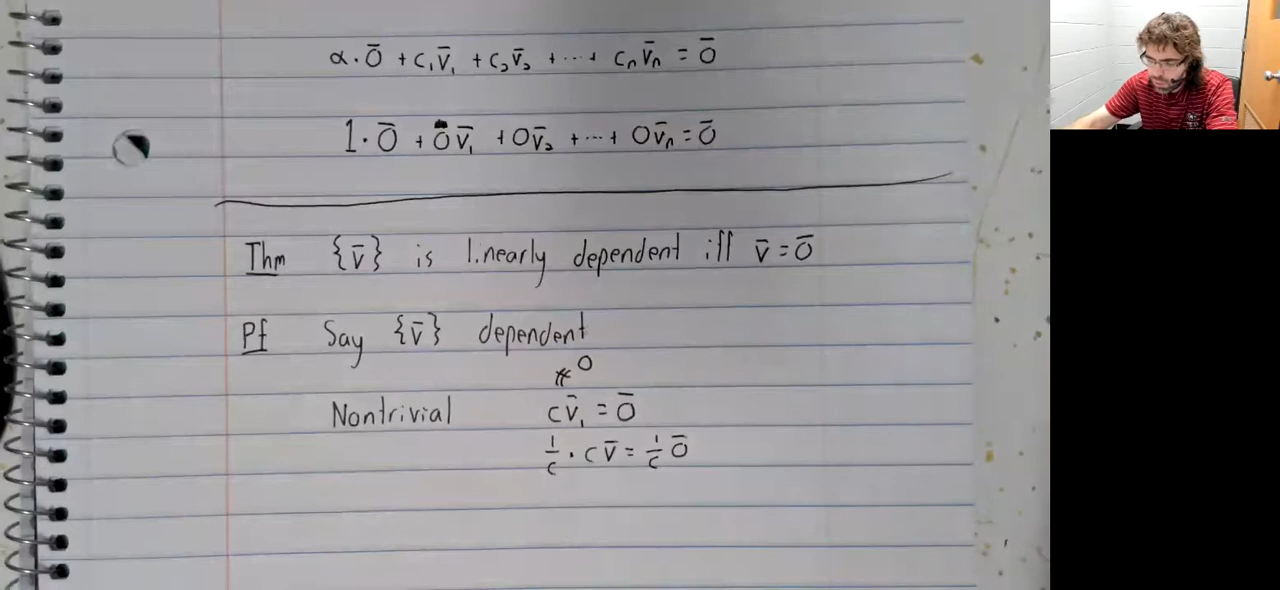 α · 0̄ + c₁v̄₁ + c₂v̄₂ + ··· + cₙv̄ₙ = 0̄
1 · 0̄ + 0v̄₁ + 0v̄₂ + ··· + 0v̄ₙ = 0̄
Thm {v̄} is linearly dependent iff v̄ = 0̄
Pf Say {v̄} dependent
≠ 0
Nontrivial cv̄₁ = 0̄
1/c · cv̄ = 1/c 0̄